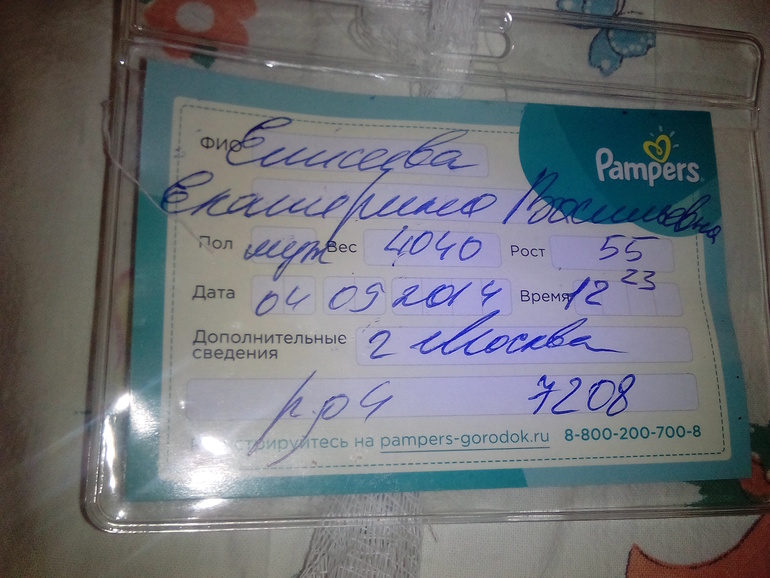 Pampers
ФИО Елисеева
Екатерина Васильевна
Пол муж Вес 4040 Рост 55
Дата 04 09 2014 Время 12 23
Дополнительные сведения г Москва
р.д 4 7208
на pampers-gorodok.ru 8-800-200-700-8